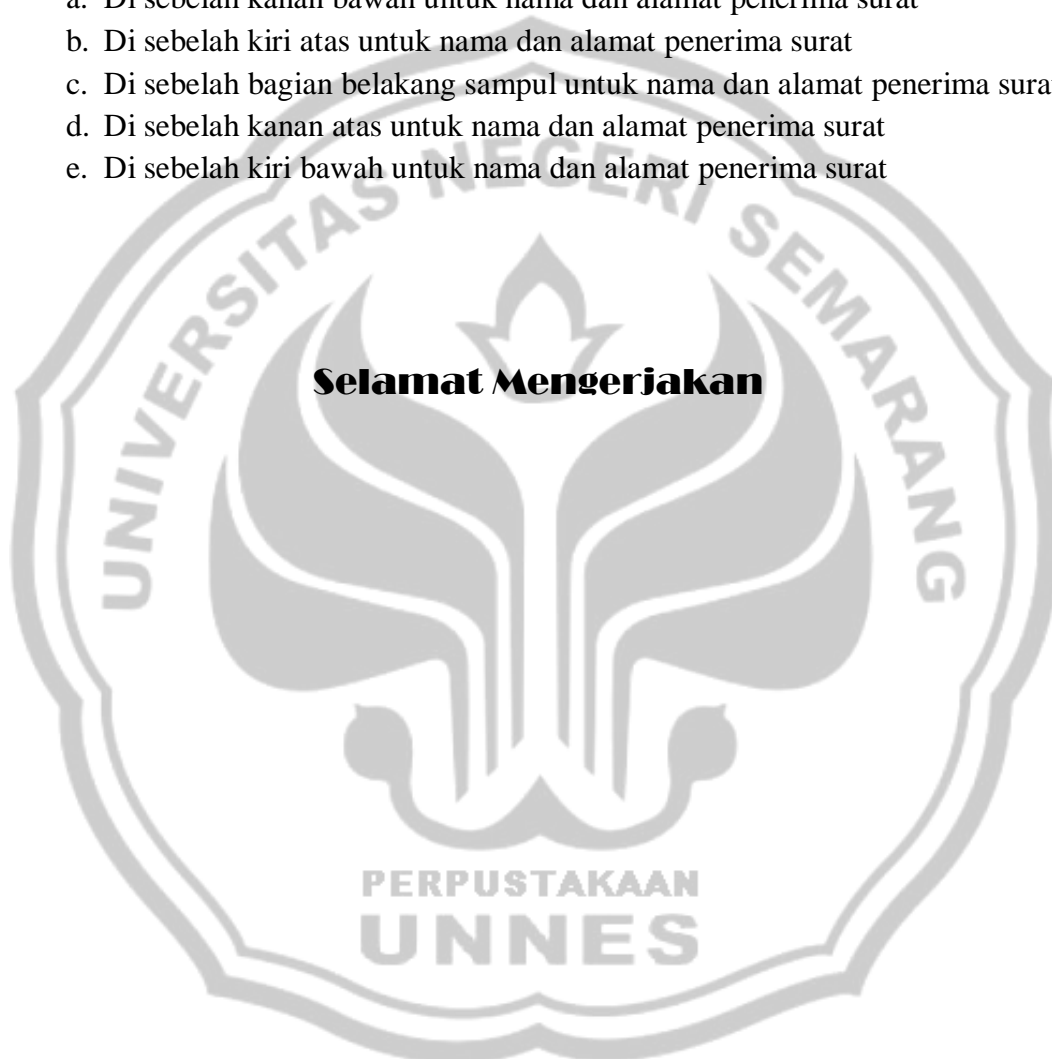 a. Di sebelah kanan bawah untuk nama dan alamat penerima surat
b. Di sebelah kiri atas untuk nama dan alamat penerima surat
c. Di sebelah bagian belakang sampul untuk nama dan alamat penerima sura
d. Di sebelah kanan atas untuk nama dan alamat penerima surat
e. Di sebelah kiri bawah untuk nama dan alamat penerima surat
UNIVERSITAS NEGERI SEMARANG
Selamat Mengerjakan
PERPUSTAKAAN
UNNES